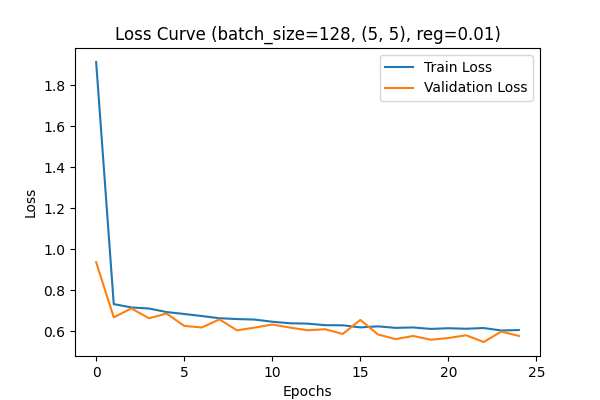 Loss Curve (batch_size=128, (5, 5), reg=0.01)
Train Loss
Validation Loss
1.8
1.6
1.4
1.2
1.0
0.8
0.6
Loss
0 5 10 15 20 25
Epochs